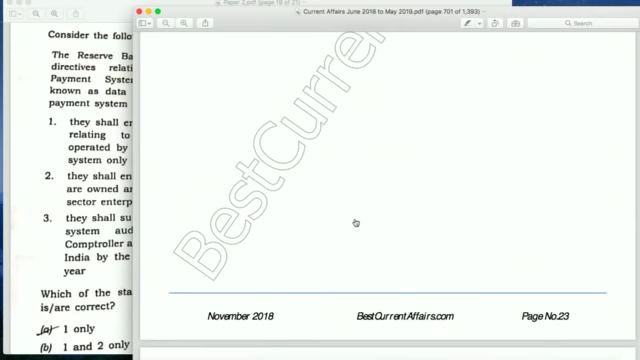 Paper 2.pdf (page 19 of 21)
Current Affairs June 2018 to May 2019.pdf (page 701 of 1,393)
Search
Consider the follo
The Reserve Ba
directives relati
Payment System
known as data
payment system
1. they shall en
relating to
operated by
system only
2. they shall en
are owned an
sector enterp
3. they shall su
system aud
Comptroller a
India by the
year
Which of the sta
is/are correct?
(a) 1 only
(b) 1 and 2 only
BestCurre
November 2018 BestCurrentAffairs.com Page No.23